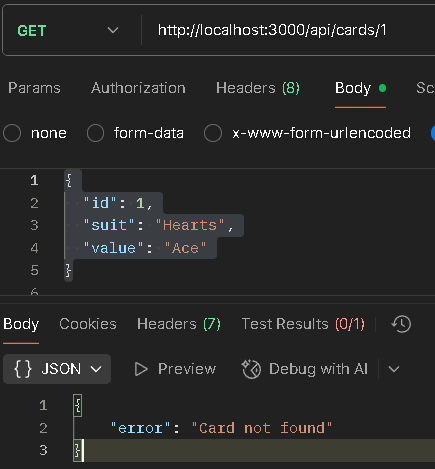 GET http://localhost:3000/api/cards/1
Params Authorization Headers (8) Body Sc
none form-data x-www-form-urlencoded
1 {
2 "id": 1,
3 "suit": "Hearts",
4 "value": "Ace"
5 }
6
Body Cookies Headers (7) Test Results (0/1)
{} JSON Preview Debug with AI
1 {
2 "error": "Card not found"
3 }